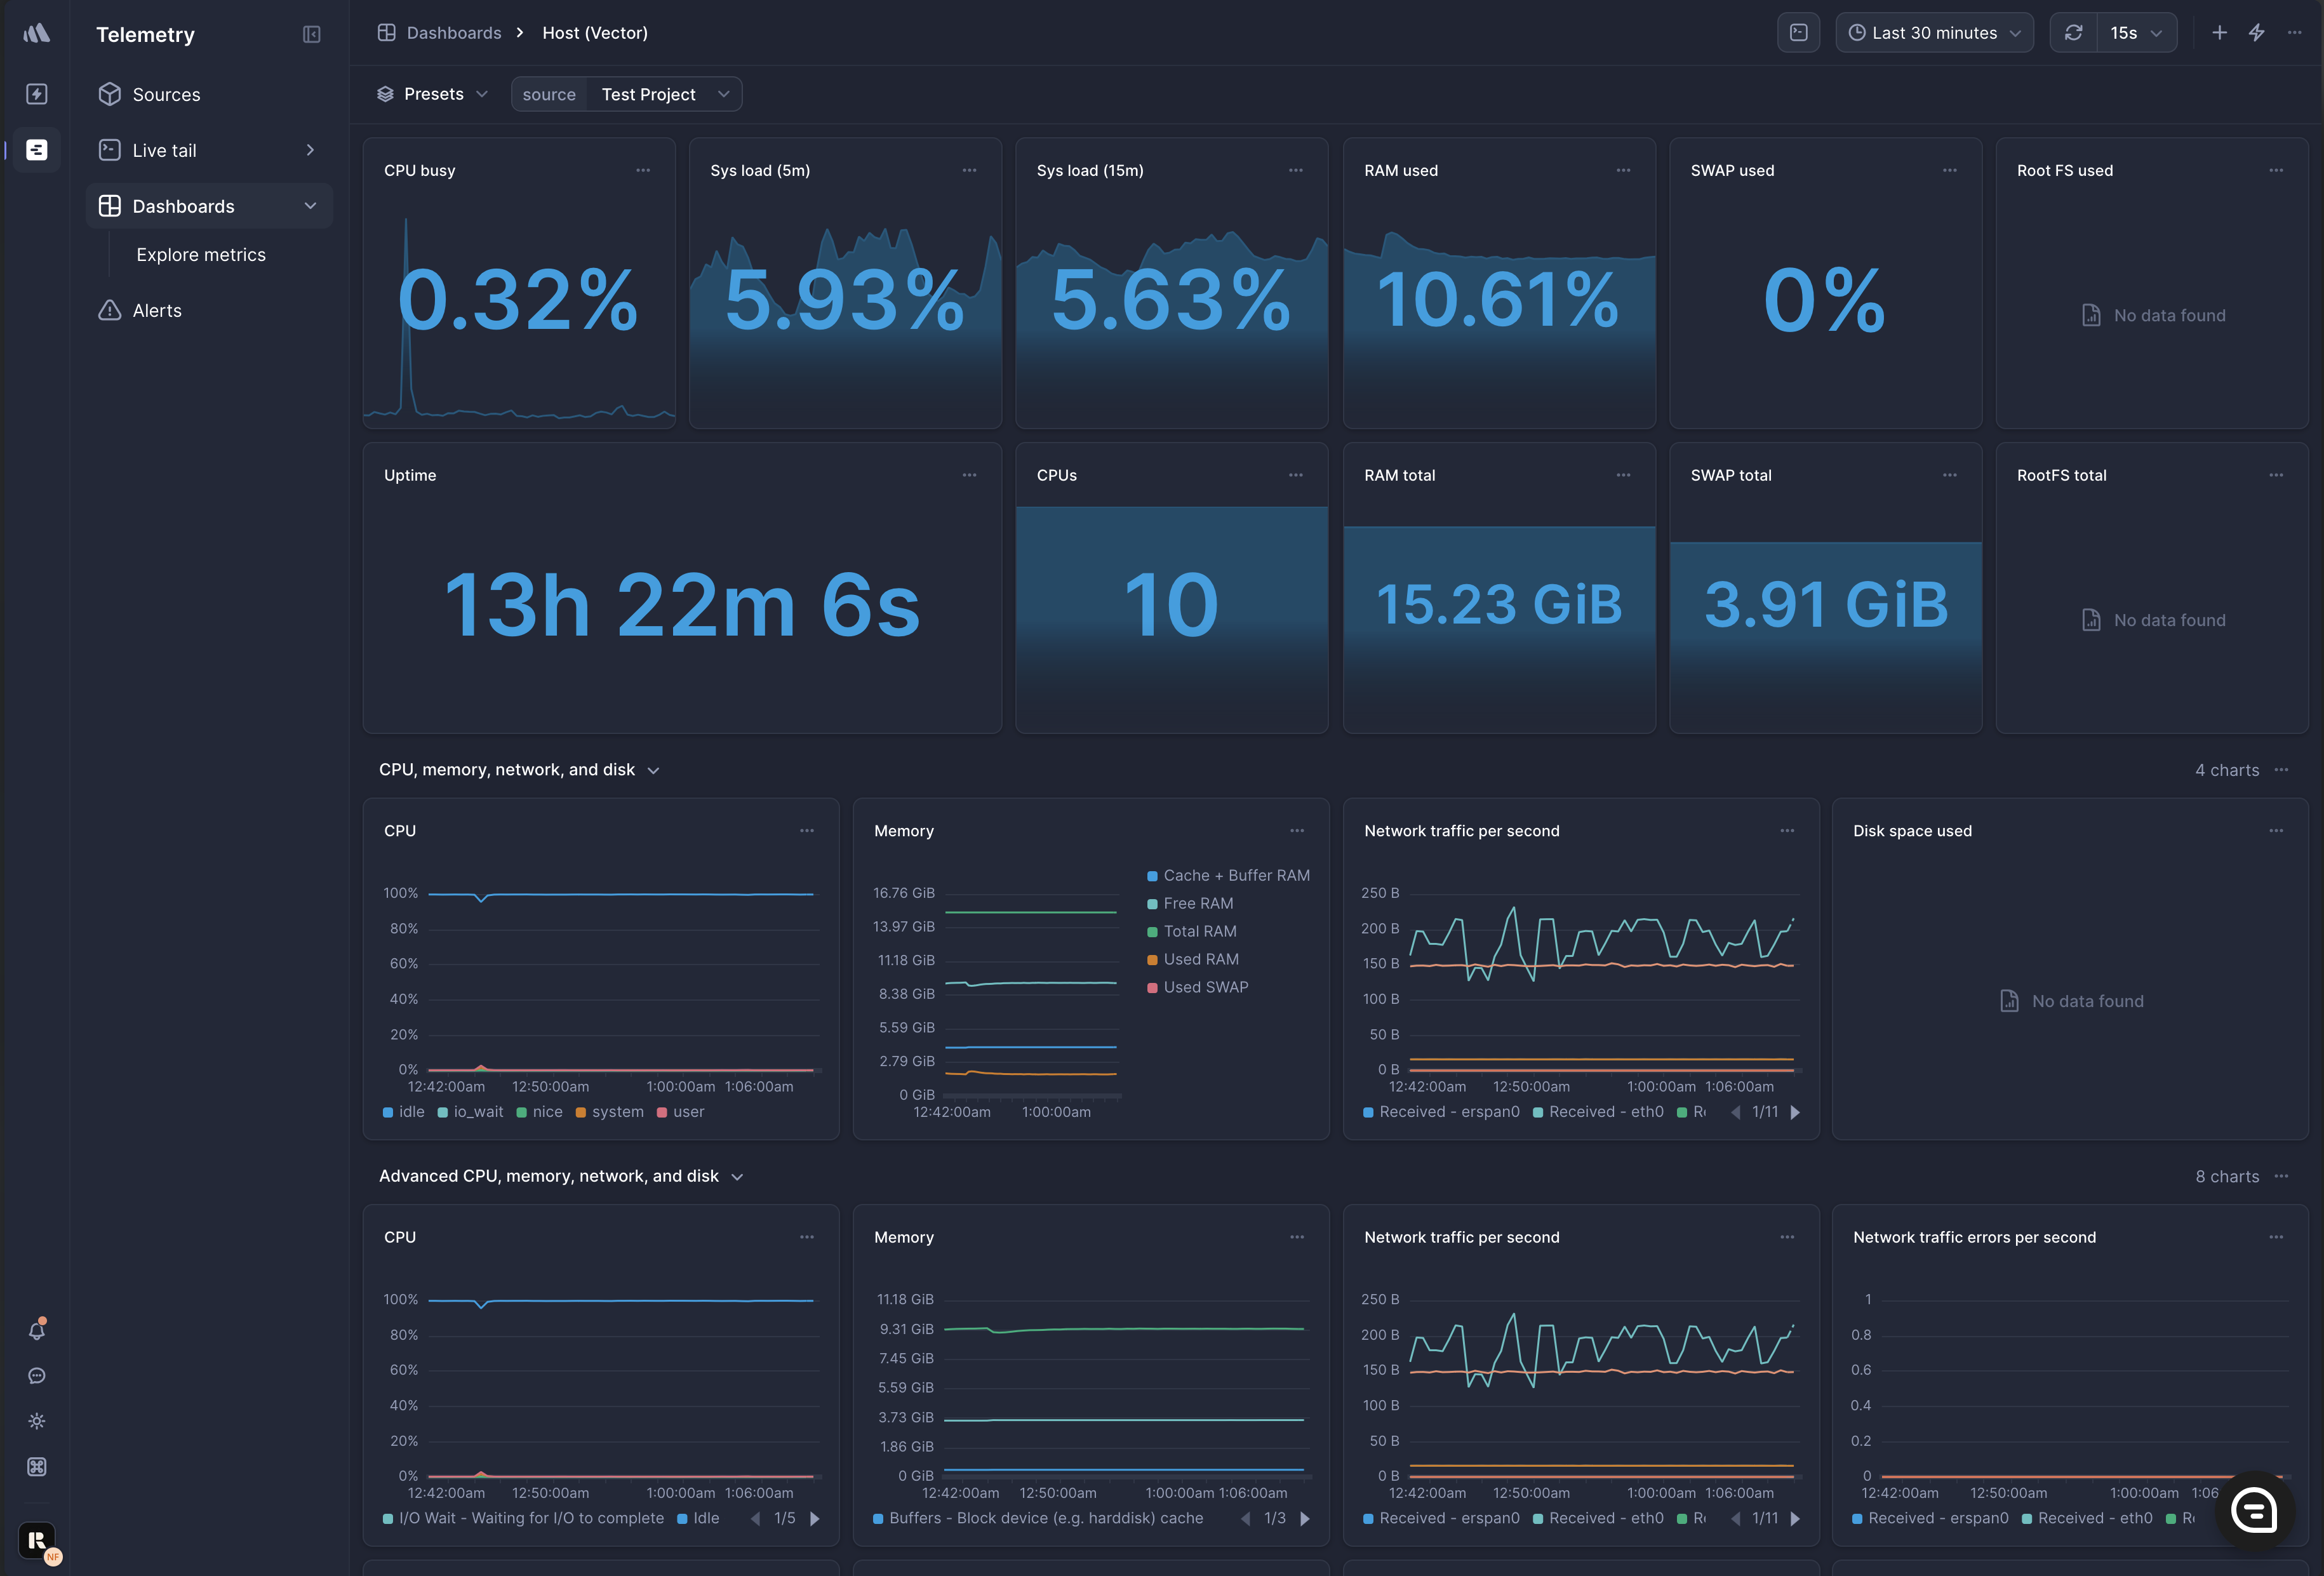 Telemetry
Sources
Live tail
Dashboards
Explore metrics
Alerts
NF
Dashboards Host (Vector)
Last 30 minutes 15s
Presets source Test Project
CPU busy
0.32%
Sys load (5m)
5.93%
Sys load (15m)
5.63%
RAM used
10.61%
SWAP used
0%
Root FS used
No data found
Uptime
13h 22m 6s
CPUs
10
RAM total
15.23 GiB
SWAP total
3.91 GiB
RootFS total
No data found
CPU, memory, network, and disk 4 charts
CPU
100%
80%
60%
40%
20%
0%
12:42:00am 12:50:00am 1:00:00am 1:06:00am
idle io_wait nice system user
Memory
16.76 GiB
13.97 GiB
11.18 GiB
8.38 GiB
5.59 GiB
2.79 GiB
0 GiB
12:42:00am 1:00:00am
Cache + Buffer RAM
Free RAM
Total RAM
Used RAM
Used SWAP
Network traffic per second
250 B
200 B
150 B
100 B
50 B
0 B
12:42:00am 12:50:00am 1:00:00am 1:06:00am
Received - erspan0 Received - eth0 1/11
Disk space used
No data found
Advanced CPU, memory, network, and disk 8 charts
CPU
100%
80%
60%
40%
20%
0%
12:42:00am 12:50:00am 1:00:00am 1:06:00am
I/O Wait - Waiting for I/O to complete Idle 1/5
Memory
11.18 GiB
9.31 GiB
7.45 GiB
5.59 GiB
3.73 GiB
1.86 GiB
0 GiB
12:42:00am 12:50:00am 1:00:00am 1:06:00am
Buffers - Block device (e.g. harddisk) cache 1/3
Network traffic per second
250 B
200 B
150 B
100 B
50 B
0 B
12:42:00am 12:50:00am 1:00:00am 1:06:00am
Received - erspan0 Received - eth0 1/11
Network traffic errors per second
1
0.8
0.6
0.4
0.2
0
12:42:00am 12:50:00am 1:00:00am 1:06
Received - erspan0 Received - eth0